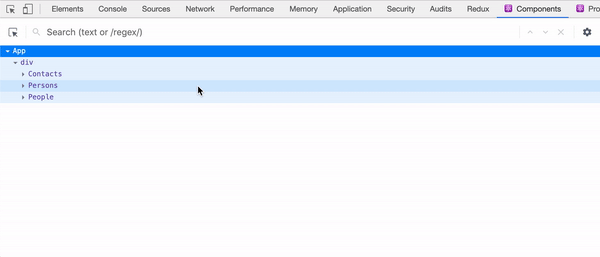 Elements Console Sources Network Performance Memory Application Security Audits Redux Components Pro
Search (text or /regex/)
App
div
Contacts
Persons
People